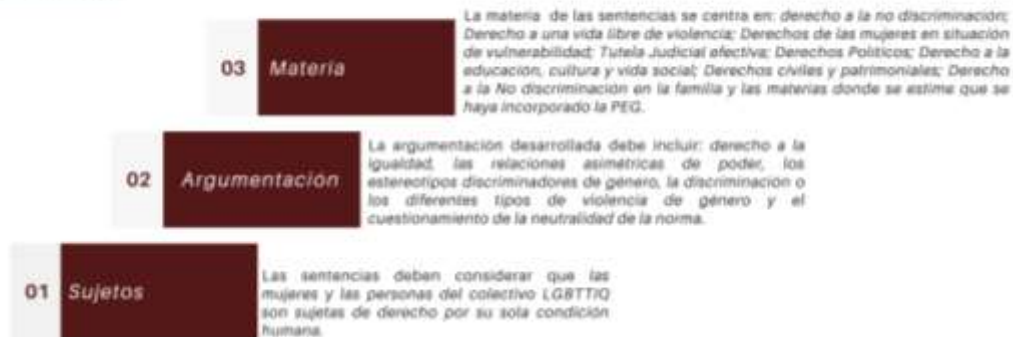 03
Materia
La materia de las sentencias se centra en: derecho a la no discriminación;
Derecho a una vida libre de violencia; Derechos de las mujeres en situación
de vulnerabilidad; Tutela Judicial efectiva; Derechos Políticos; Derecho a la
educación, cultura y vida social; Derechos civiles y patrimoniales; Derecho
a la No discriminación en la familia y las materias donde se estime que se
haya incorporado la PEG.
02
Argumentación
La argumentación desarrollada debe incluir: derecho a la
igualdad, las relaciones asimétricas de poder, los
estereotipos discriminadores de género, la discriminación o
los diferentes tipos de violencia de género y el
cuestionamiento de la neutralidad de la norma.
01
Sujetos
Las sentencias deben considerar que las
mujeres y las personas del colectivo LGBTTIQ
son sujetas de derecho por su sola condición
humana.